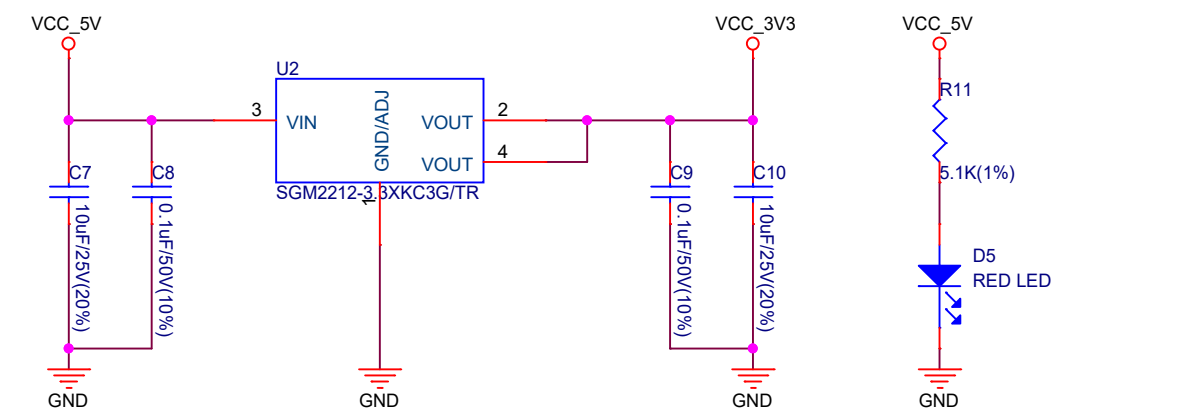 VCC_5V
VCC_3V3
VCC_5V
U2
R11
3
VIN
GND/ADJ
VOUT
2
VOUT
4
C7
C8
C9
C10
5.1K(1%)
SGM2212-3.3XKC3G/TR
1
10uF/25V(20%)
0.1uF/50V(10%)
0.1uF/50V(10%)
10uF/25V(20%)
D5
RED LED
GND
GND
GND
GND